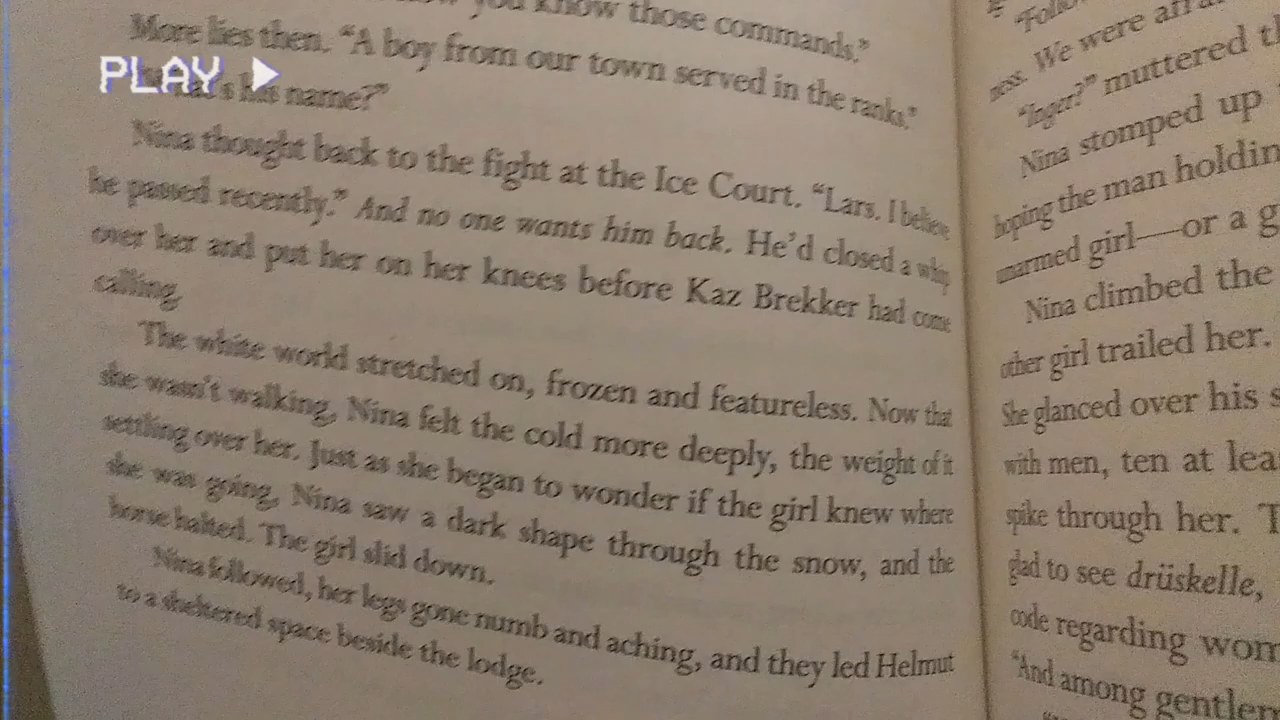 you know those commands."
More lies then. "A boy from our town served in the ranks."
PLAY
"What's his name?"
Nina thought back to the fight at the Ice Court. "Lars. I believe
he passed recently." And no one wants him back. He'd closed a whip
over her and put her on her knees before Kaz Brekker had come
calling.
The white world stretched on, frozen and featureless. Now that
she wasn't walking, Nina felt the cold more deeply, the weight of it
settling over her. Just as she began to wonder if the girl knew where
she was going, Nina saw a dark shape through the snow, and the
horse halted. The girl slid down.
Nina followed, her legs gone numb and aching, and they led Helmut
to a sheltered space beside the lodge.
ness. We were
"Inger?" muttered
Nina stomped up
hoping the man
unarmed girl—or a
Nina climbed the
other girl trailed her.
She glanced over his
with men, ten at
spike through her.
glad to see drüskelle,
code regarding
"And among